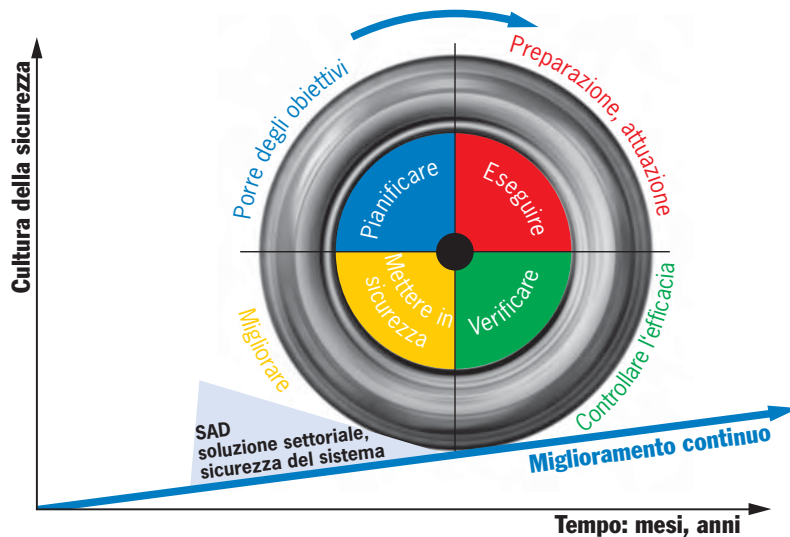 Cultura della sicurezza
Porre degli obiettivi
Preparazione, attuazione
Pianificare
Eseguire
Mettere in
sicurezza
Verificare
Migliorare
Controllare l'efficacia
SAD
soluzione settoriale,
sicurezza del sistema
Miglioramento continuo
Tempo: mesi, anni